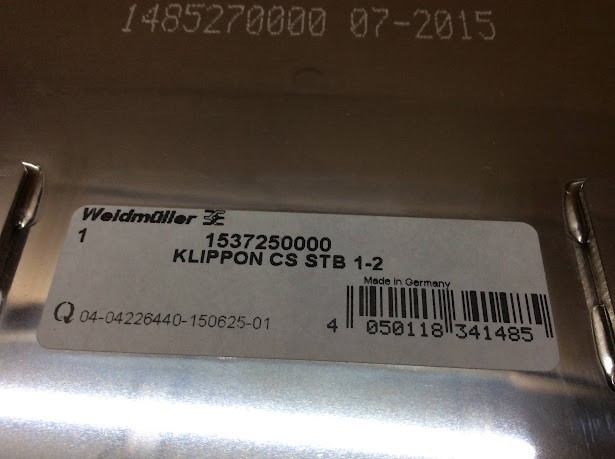 1485270000 07-2015
Weidmüller
1
1537250000
KLIPPON CS STB 1-2
Made in Germany
04-04226440-150625-01
4 050118 341485